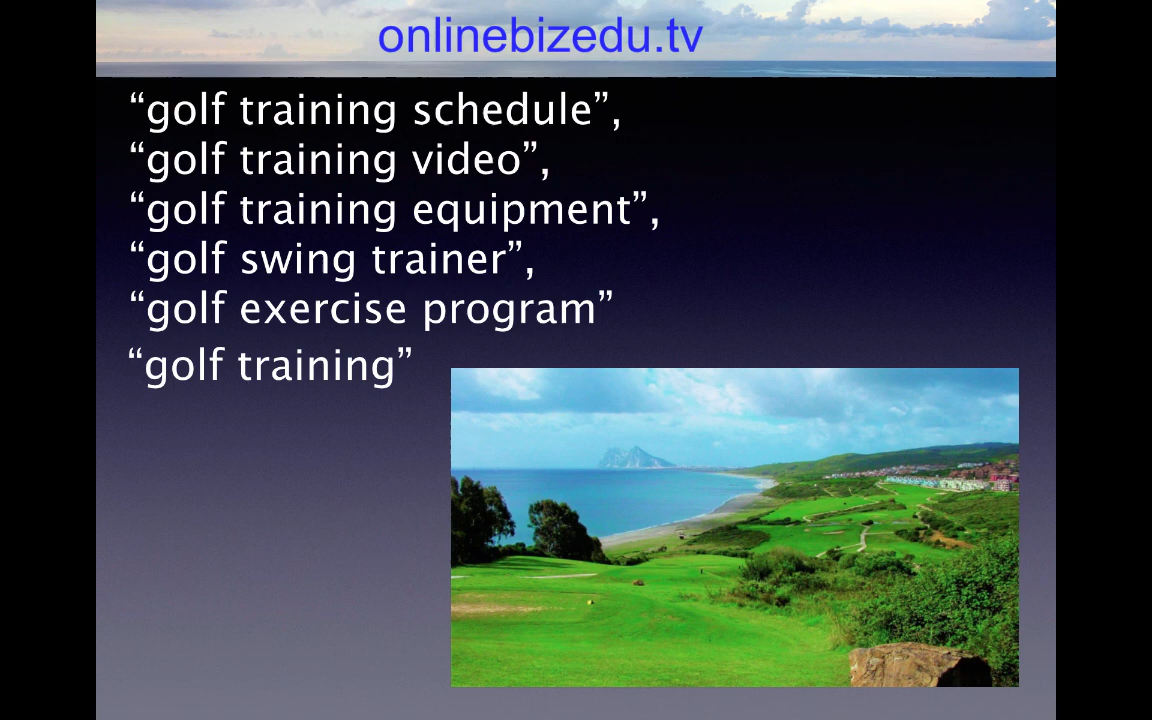 onlinebizedu.tv
“golf training schedule”,
“golf training video”,
“golf training equipment”,
“golf swing trainer”,
“golf exercise program”
“golf training”